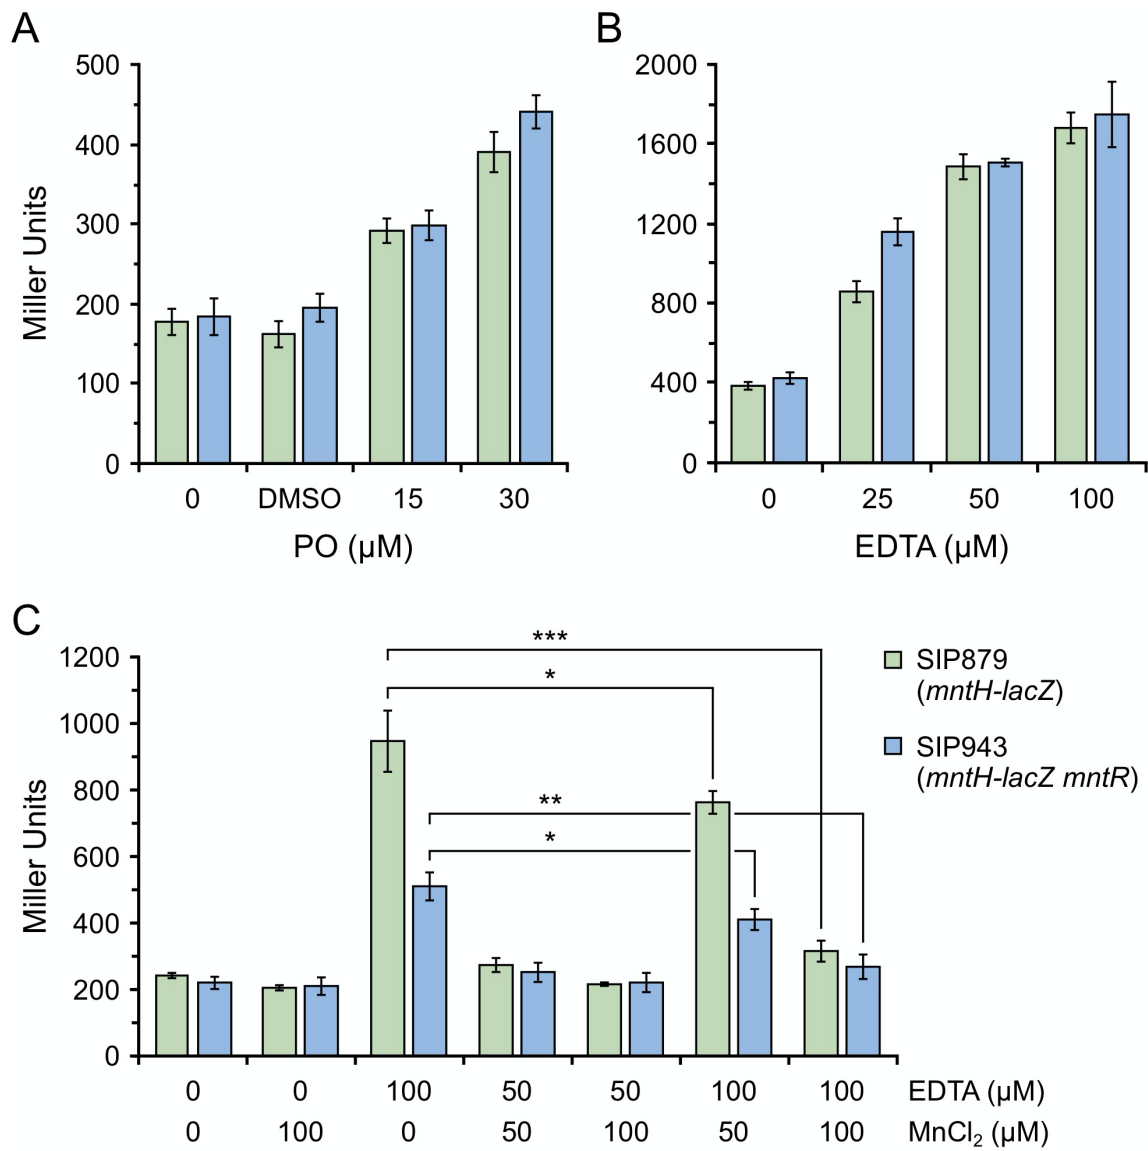 A
Miller Units
500
400
300
200
100
0
0 DMSO 15 30
PO (µM)
B
2000
1600
1200
800
400
0
0 25 50 100
EDTA (µM)
C
Miller Units
1200
1000
800
600
400
200
0
***
*
**
*
SIP879
(mntH-lacZ)
SIP943
(mntH-lacZ mntR)
0 0 100 50 50 100 100 EDTA (µM)
0 100 0 50 100 50 100 MnCl₂ (µM)